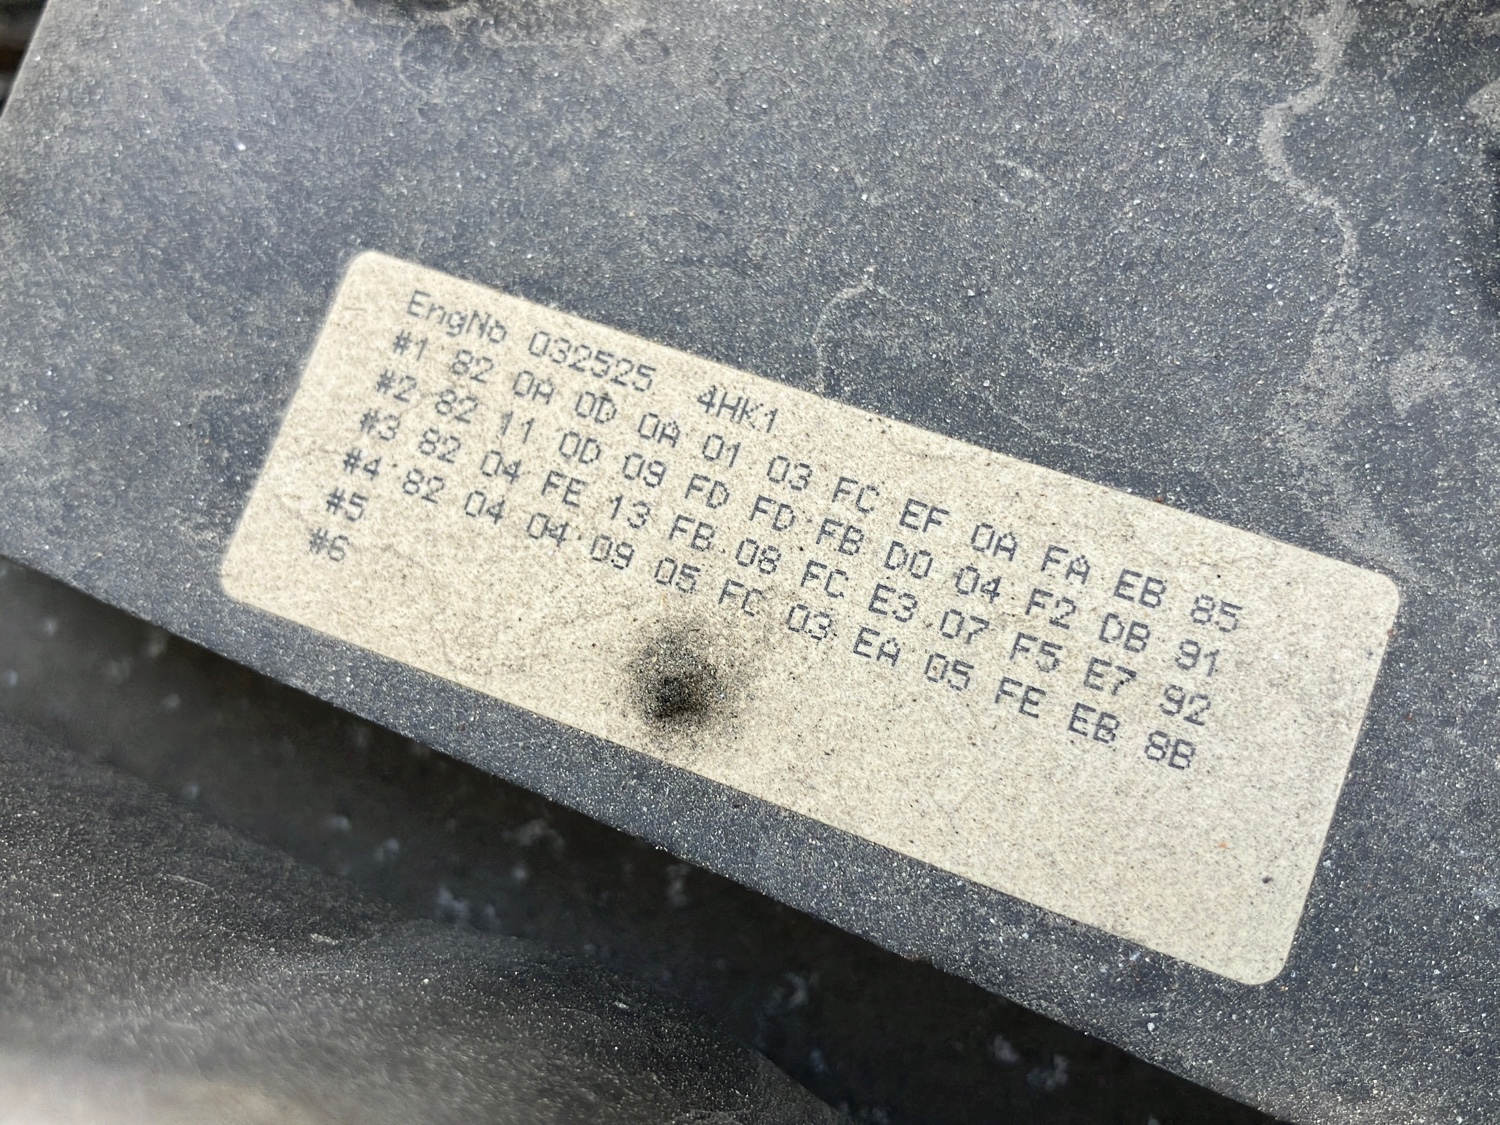 EngNo 032525 4HK1
#1 82 0A 0D 0A 01 03 FC EF 0A FA EB 85
#2 82 11 0D 09 FD FD FB D0 04 F2 DB 91
#3 82 04 FE 13 FB 08 FC E3 07 F5 E7 92
#4 82 04 04 09 05 FC 03 EA 05 FE EB 8B
#5
#6